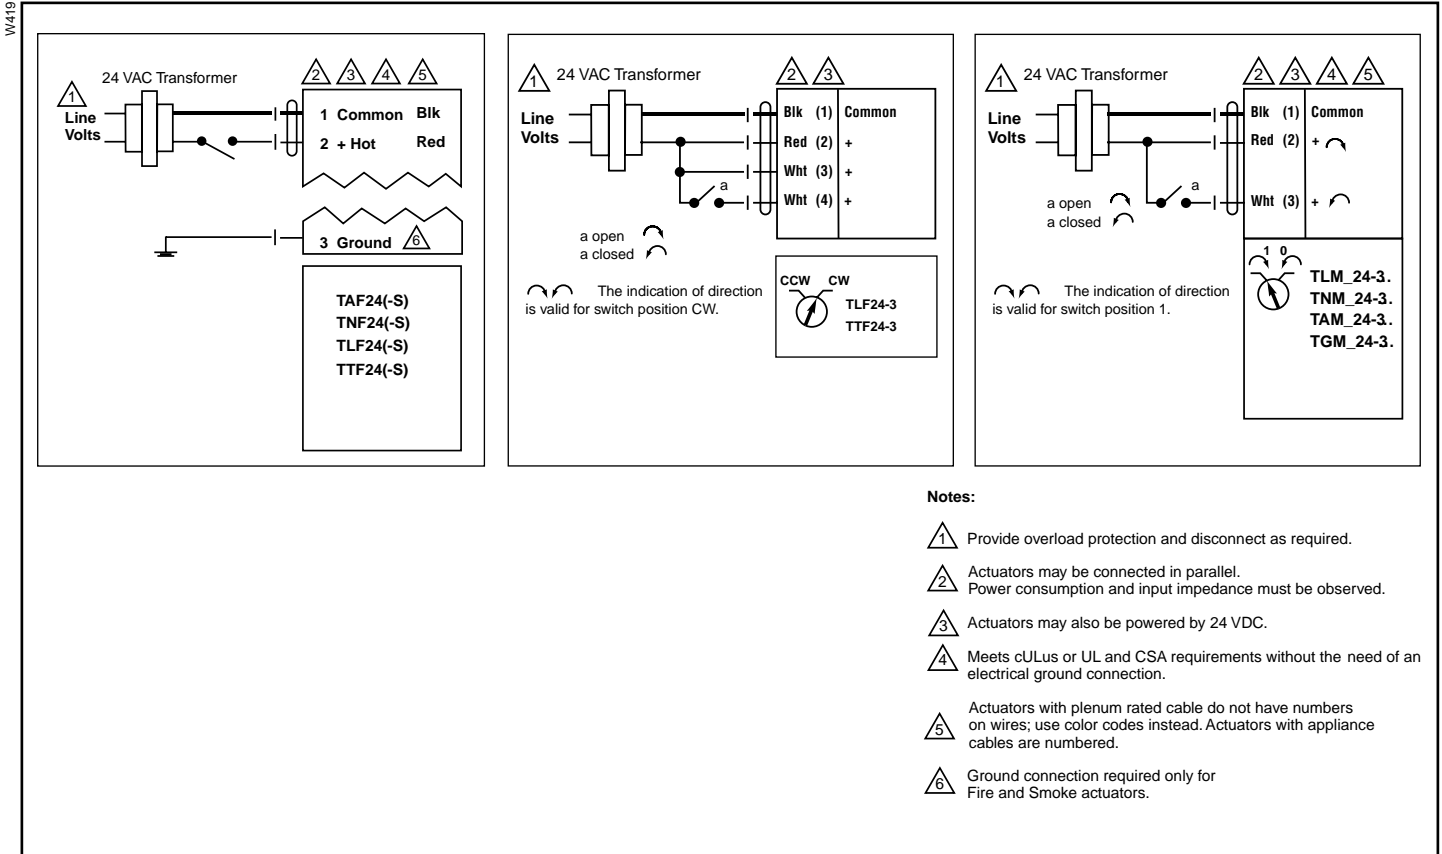 W419
24 VAC Transformer
2 3 4 5
1
Line
Volts
1 Common Blk
2 + Hot Red
3 Ground 6
TAF24(-S)
TNF24(-S)
TLF24(-S)
TTF24(-S)
1
24 VAC Transformer
2 3
Line
Volts
Blk (1) Common
Red (2) +
Wht (3) +
a
Wht (4) +
a open
a closed
The indication of direction
is valid for switch position CW.
CCW CW
TLF24-3
TTF24-3
1
24 VAC Transformer
2 3 4 5
Line
Volts
Blk (1) Common
Red (2) +
a
Wht (3) +
a open
a closed
The indication of direction
is valid for switch position 1.
1 0
TLM_24-3..
TNM_24-3..
TAM_24-3..
TGM_24-3..
Notes:
1 Provide overload protection and disconnect as required.
2 Actuators may be connected in parallel.
Power consumption and input impedance must be observed.
3 Actuators may also be powered by 24 VDC.
4 Meets cULus or UL and CSA requirements without the need of an
electrical ground connection.
5 Actuators with plenum rated cable do not have numbers
on wires; use color codes instead. Actuators with appliance
cables are numbered.
6 Ground connection required only for
Fire and Smoke actuators.